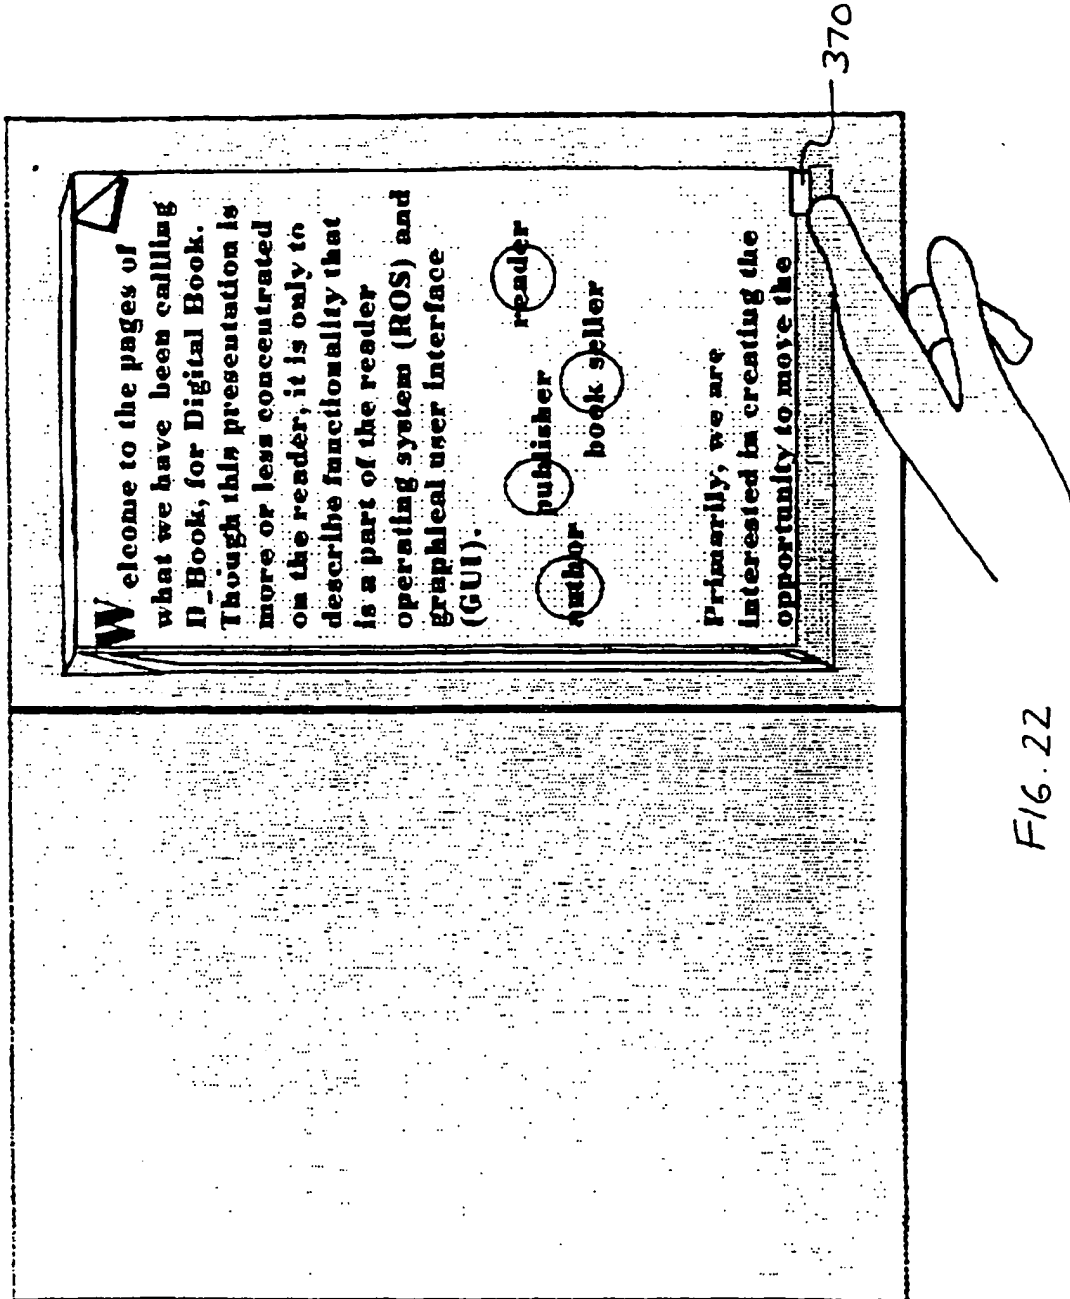 Welcome to the pages of
what we have been calling
D_Book, for Digital Book.
Though this presentation is
more or less concentrated
on the reader, it is only to
describe functionality that
is a part of the reader
operating system (ROS) and
graphical user interface
(GUI).
author publisher book seller reader
Primarily, we are
interested in creating the
opportunity to move the
370
FIG. 22